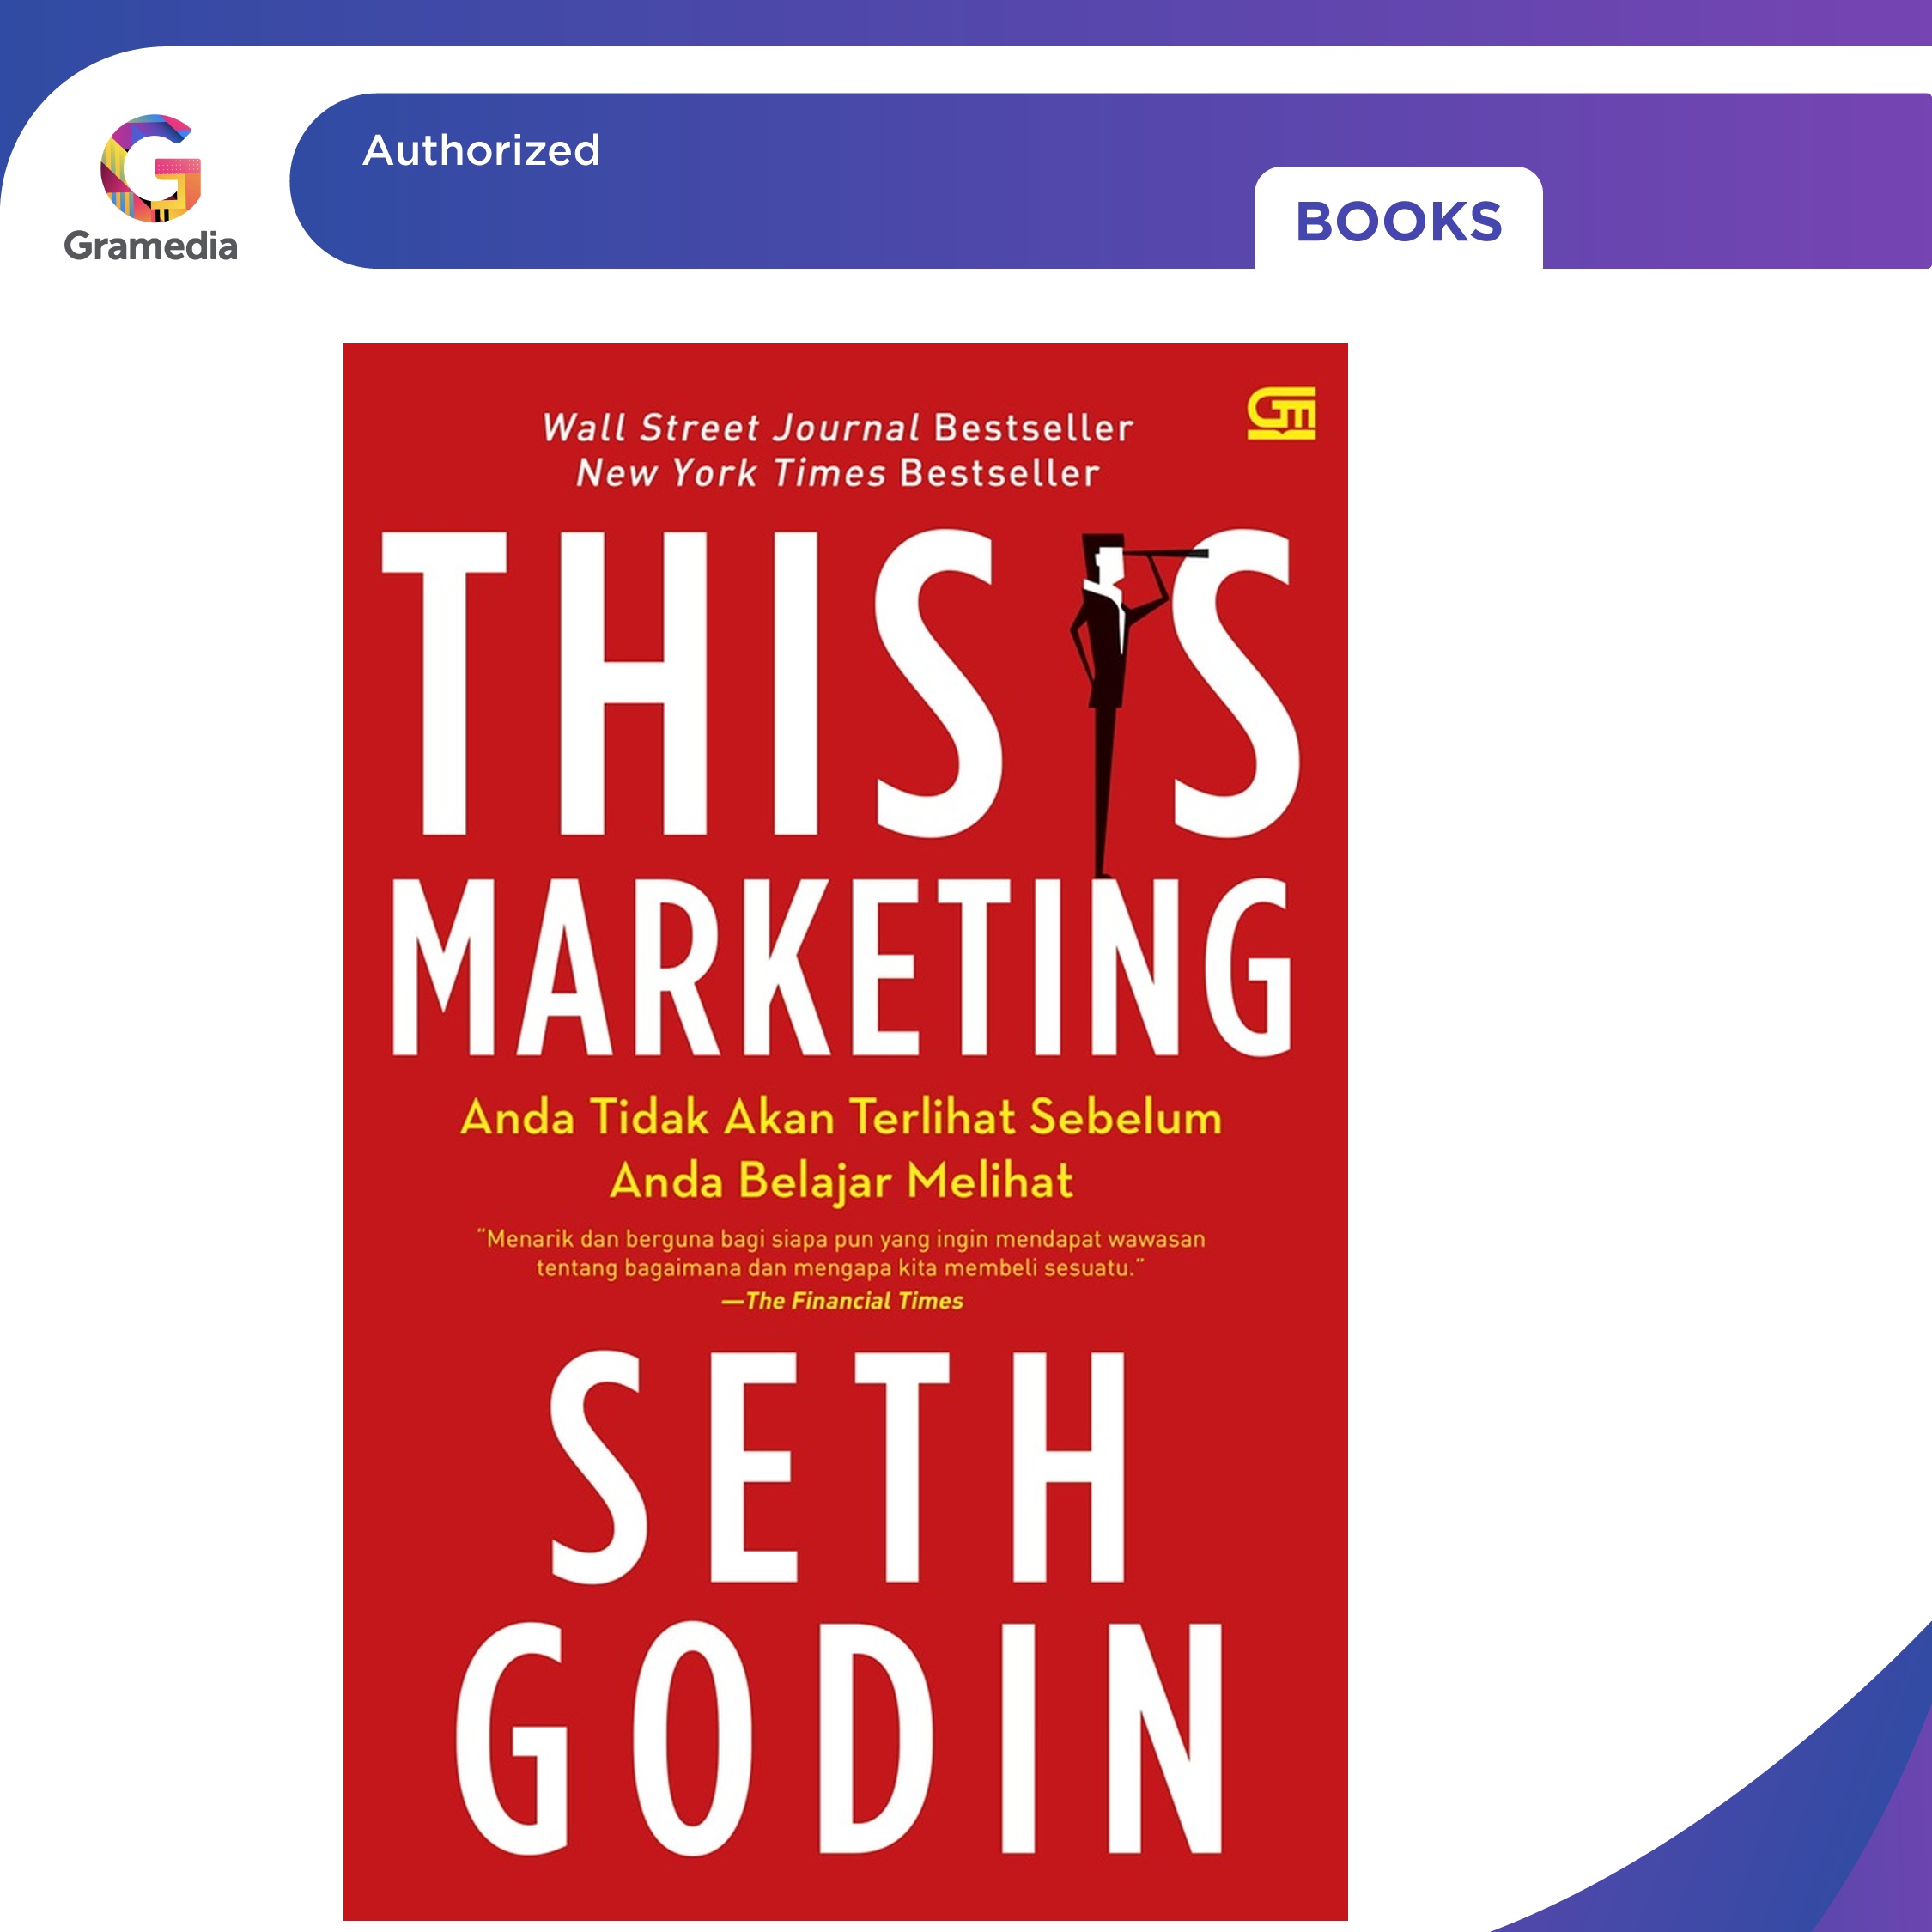 Gramedia
Authorized
BOOKS
Wall Street Journal Bestseller
New York Times Bestseller
THIS IS
MARKETING
Anda Tidak Akan Terlihat Sebelum
Anda Belajar Melihat
"Menarik dan berguna bagi siapa pun yang ingin mendapat wawasan
tentang bagaimana dan mengapa kita membeli sesuatu."
—The Financial Times
SETH
GODIN